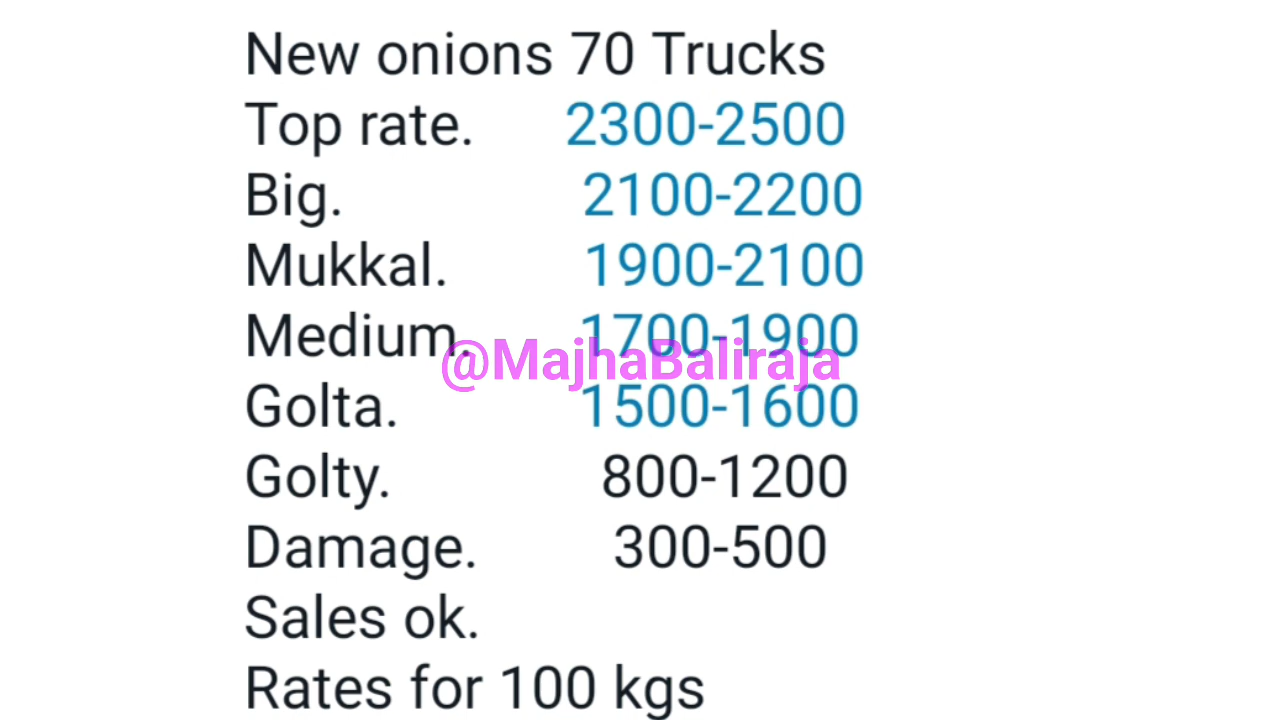 New onions 70 Trucks
Top rate. 2300-2500
Big. 2100-2200
Mukkal. 1900-2100
Medium. 1700-1900
@MajhaBaliraja
Golta. 1500-1600
Golty. 800-1200
Damage. 300-500
Sales ok.
Rates for 100 kgs